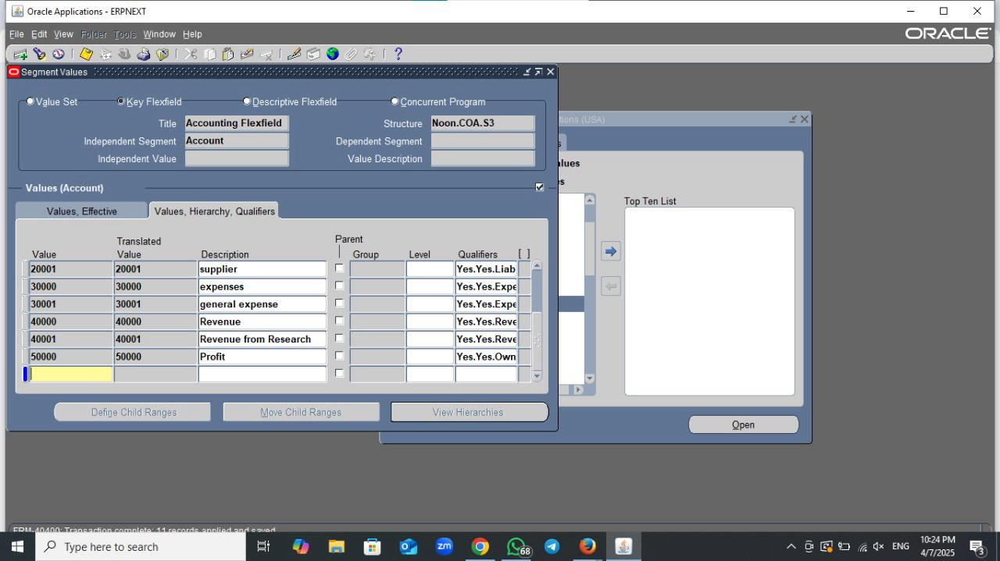 Oracle Applications - ERPNEXT
File Edit View Folder Tools Window Help
ORACLE
Segment Values
Value Set Key Flexfield Descriptive Flexfield Concurrent Program
Title Accounting Flexfield Structure Noon.COA.S3
Independent Segment Account Dependent Segment
Independent Value Value Description
Values (Account)
Values, Effective Values, Hierarchy, Qualifiers
Parent
Translated
Value Value Description Group Level Qualifiers [ ]
20001 20001 supplier Yes.Yes.Liab
30000 30000 expenses Yes.Yes.Expe
30001 30001 general expense Yes.Yes.Expe
40000 40000 Revenue Yes.Yes.Reve
40001 40001 Revenue from Research Yes.Yes.Reve
50000 50000 Profit Yes.Yes.Own
Define Child Ranges Move Child Ranges View Hierarchies
(USA)
Top Ten List
Open
FRM-40400: Transaction complete: 11 records applied and saved.
Type here to search
zm
68
ENG
10:24 PM
4/7/2025
3